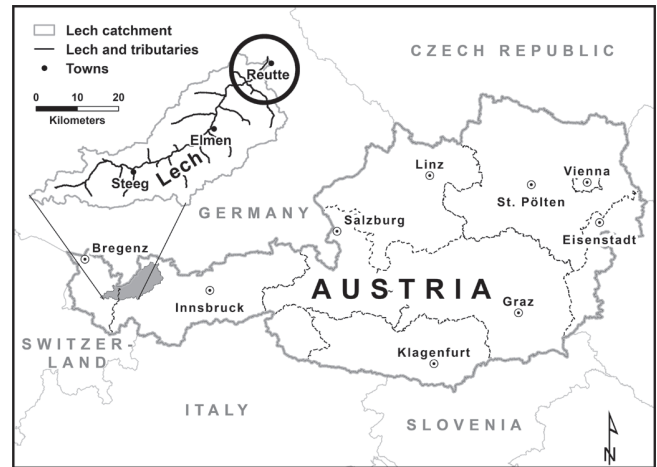 Lech catchment
Lech and tributaries
Towns
0 10 20
Kilometers
Reutte
Elmen
Lech
Steeg
CZECH REPUBLIC
GERMANY
Linz
Vienna
St. Pölten
Salzburg
Eisenstadt
Bregenz
Innsbruck
AUSTRIA
Graz
SWITZER-
LAND
Klagenfurt
ITALY
SLOVENIA
N